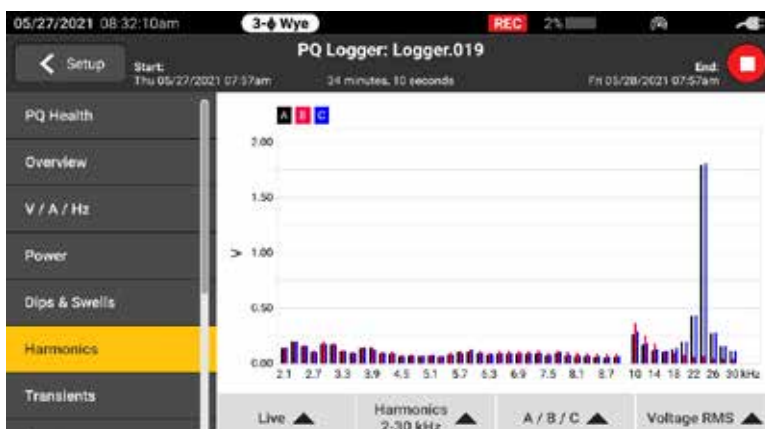 05/27/2021 08:32:10am 3-ϕ Wye REC 2%
Setup
PQ Logger: Logger.019
Start:
Thu 05/27/2021 07:57am
34 minutes, 10 seconds
End:
Fri 05/28/2021 07:57am
PQ Health
Overview
V / A / Hz
Power
Dips & Swells
Harmonics
Transients
A B C
2.00
1.50
1.00
0.50
0.00
V
2.1 2.7 3.3 3.9 4.5 5.1 5.7 6.3 6.9 7.5 8.1 8.7 10 14 18 22 26 30 kHz
Live
Harmonics
2-30 kHz
A / B / C
Voltage RMS